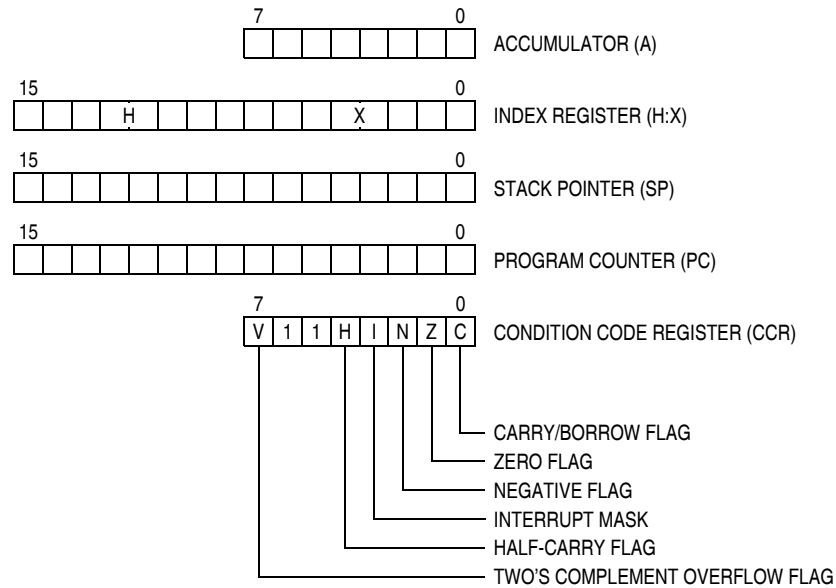 7 0
ACCUMULATOR (A)
15 0
H X INDEX REGISTER (H:X)
15 0
STACK POINTER (SP)
15 0
PROGRAM COUNTER (PC)
7 0
V 1 1 H I N Z C CONDITION CODE REGISTER (CCR)
CARRY/BORROW FLAG
ZERO FLAG
NEGATIVE FLAG
INTERRUPT MASK
HALF-CARRY FLAG
TWO'S COMPLEMENT OVERFLOW FLAG